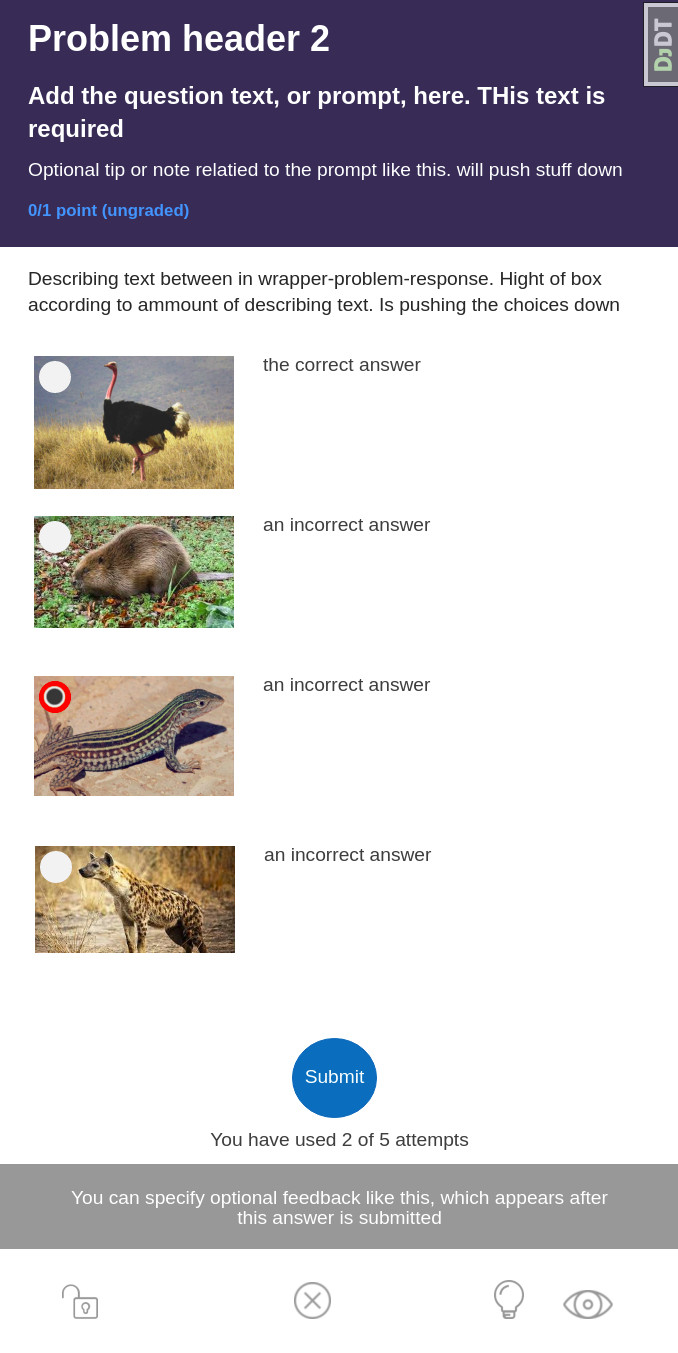 Problem header 2
DJDT
Add the question text, or prompt, here. THis text is
required
Optional tip or note relatied to the prompt like this. will push stuff down
0/1 point (ungraded)
Describing text between in wrapper-problem-response. Hight of box
according to ammount of describing text. Is pushing the choices down
the correct answer
an incorrect answer
an incorrect answer
an incorrect answer
Submit
You have used 2 of 5 attempts
You can specify optional feedback like this, which appears after
this answer is submitted